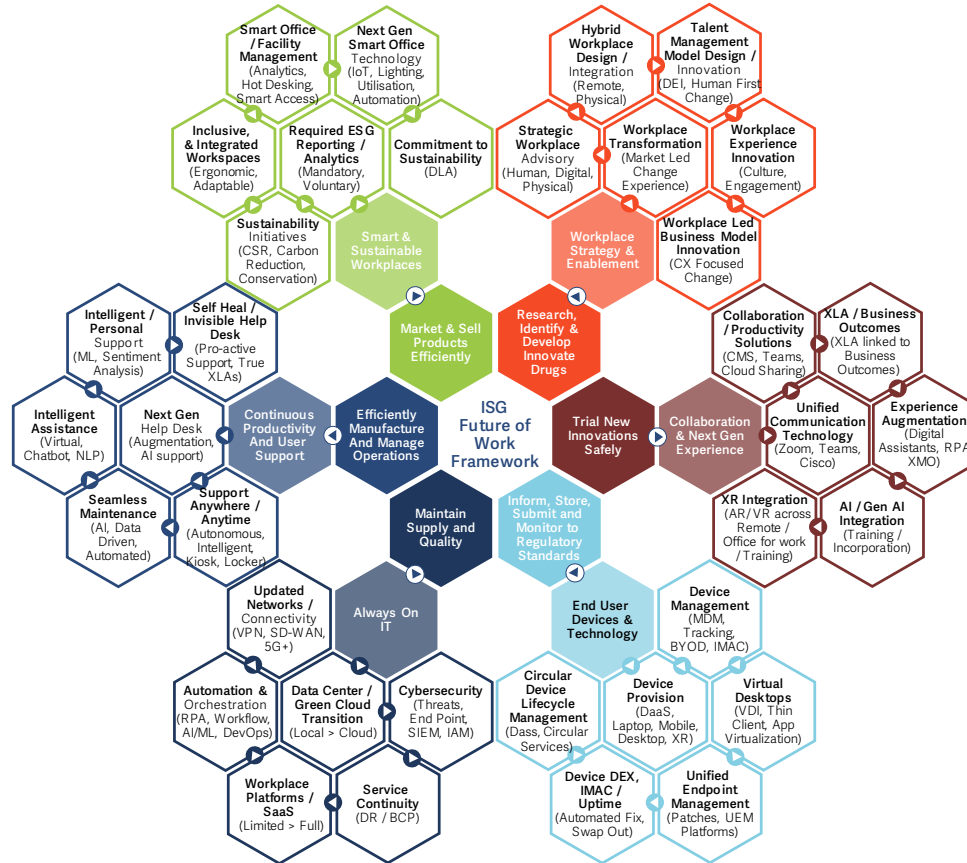 Smart Office
/ Facility
Management
(Analytics,
Hot Desking,
Smart Access)
Next Gen
Smart Office
Technology
(IoT, Lighting,
Utilisation,
Automation)
Inclusive,
& Integrated
Workspaces
(Ergonomic,
Adaptable)
Required ESG
Reporting /
Analytics
(Mandatory,
Voluntary)
Commitment to
Sustainability
(DLA)
Sustainability
Initiatives
(CSR, Carbon
Reduction,
Conservation)
Smart &
Sustainable
Workplaces
Market & Sell
Products
Efficiently
Hybrid
Workplace
Design /
Integration
(Remote,
Physical)
Talent
Management
Model Design /
Innovation
(DEI, Human First
Change)
Strategic
Workplace
Advisory
(Human, Digital,
Physical)
Workplace
Transformation
(Market Led
Change
Experience)
Workplace
Experience
Innovation
(Culture,
Engagement)
Workplace
Strategy &
Enablement
Workplace Led
Business Model
Innovation
(CX Focused
Change)
Research,
Identify &
Develop
Innovate
Drugs
Intelligent
/ Personal
Support
(ML, Sentiment
Analysis)
Self Heal /
Invisible Help
Desk
(Pro-active
Support, True
XLAs)
Intelligent
Assistance
(Virtual,
Chatbot, NLP)
Next Gen
Help Desk
(Augmentation,
AI support)
Continuous
Productivity
And User
Support
Efficiently
Manufacture
And Manage
Operations
Seamless
Maintenance
(AI, Data
Driven,
Automated)
Support
Anywhere /
Anytime
(Autonomous,
Intelligent,
Kiosk, Locker)
ISG
Future of
Work
Framework
Trial New
Innovations
Safely
Collaboration
& Next Gen
Experience
Collaboration
/ Productivity
Solutions
(CMS, Teams,
Cloud Sharing)
XLA / Business
Outcomes
(XLA linked to
Business
Outcomes)
Unified
Communication
Technology
(Zoom, Teams,
Cisco)
Experience
Augmentation
(Digital
Assistants, RPA,
XMO)
XR Integration
(AR/VR across
Remote /
Office for work
/ Training)
AI / Gen AI
Integration
(Training /
Incorporation)
Maintain
Supply and
Quality
Inform, Store,
Submit and
Monitor to
Regulatory
Standards
Updated
Networks /
Connectivity
(VPN, SD-WAN,
5G+)
Always On
IT
Automation &
Orchestration
(RPA, Workflow,
AI/ML, DevOps)
Data Center /
Green Cloud
Transition
(Local > Cloud)
Cybersecurity
(Threats,
End Point,
SIEM, IAM)
Workplace
Platforms /
SaaS
(Limited > Full)
Service
Continuity
(DR / BCP)
End User
Devices &
Technology
Device
Management
(MDM,
Tracking,
BYOD, IMAC)
Circular
Device
Lifecycle
Management
(Dass, Circular
Services)
Device
Provision
(DaaS,
Laptop, Mobile,
Desktop, XR)
Virtual
Desktops
(VDI, Thin
Client, App
Virtualization)
Device DEX,
IMAC /
Uptime
(Automated Fix,
Swap Out)
Unified
Endpoint
Management
(Patches, UEM
Platforms)